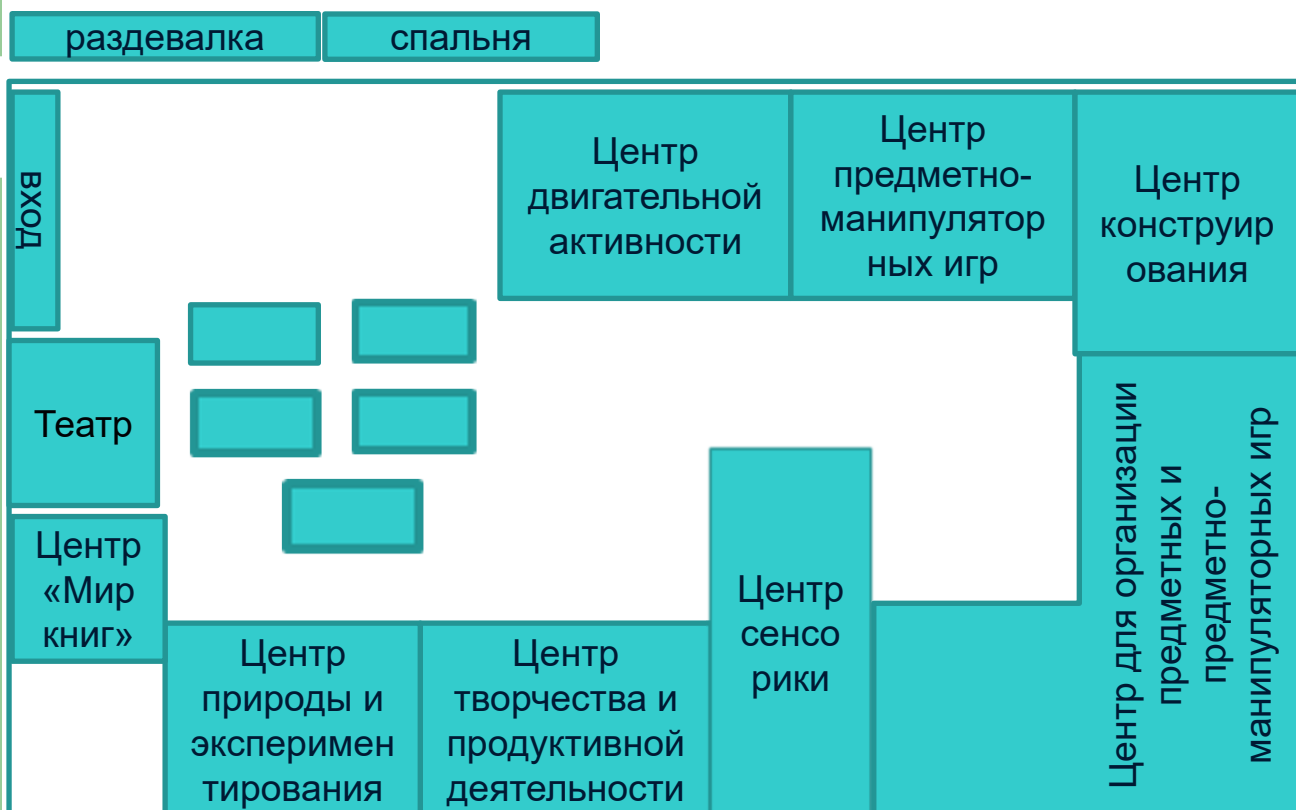 раздевалка
спальня
вход
Центр
двигательной
активности
Центр
предметно-
манипулятор
ных игр
Центр
конструир
ования
Театр
Центр
«Мир
книг»
Центр
природы и
эксперимен
тирования
Центр
творчества и
продуктивной
деятельности
Центр
сенсо
рики
Центр для организации
предметных и
предметно-
манипуляторных игр